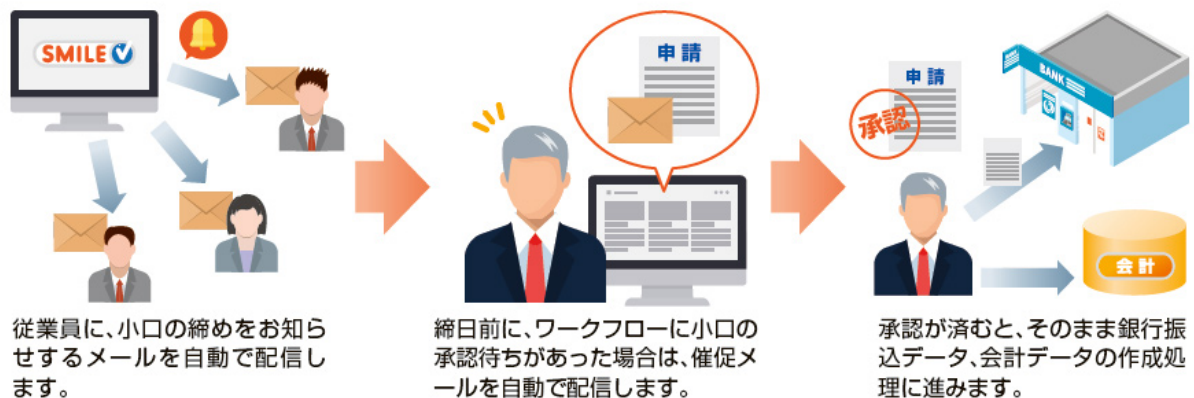 SMILE V
申請
申請
承認
BANK
会計
従業員に、小口の締めをお知ら
せするメールを自動で配信し
ます。
締日前に、ワークフローに小口の
承認待ちがあった場合は、催促メ
ールを自動で配信します。
承認が済むと、そのまま銀行振
込データ、会計データの作成処
理に進みます。